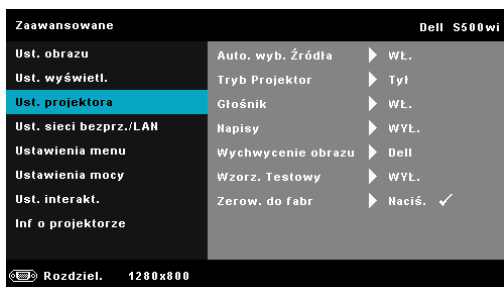 Zaawansowane Dell S500wi
Ust. obrazu
Ust. wyświetl.
Ust. projektora
Ust. sieci bezprz./LAN
Ustawienia menu
Ustawienia mocy
Ust. interakt.
Inf o projektorze
Auto. wyb. Źródła WŁ.
Tryb Projektor Tył
Głośnik WŁ.
Napisy WYŁ.
Wychwycenie obrazu Dell
Wzorz. Testowy WYŁ.
Zerow. do fabr Naciś. ✓
Rozdziel. 1280x800